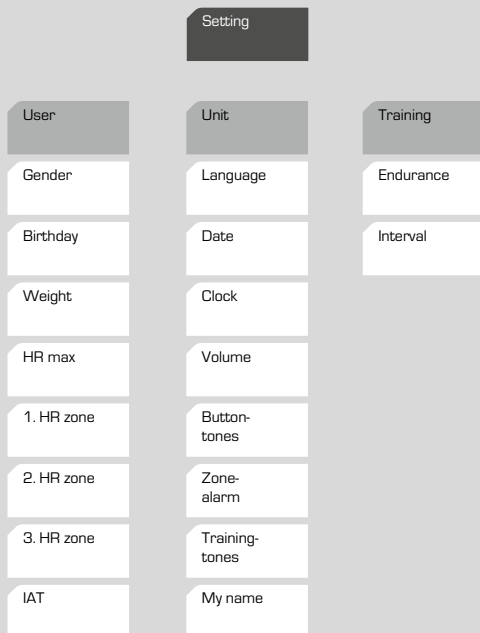 Setting
User
Gender
Birthday
Weight
HR max
1. HR zone
2. HR zone
3. HR zone
IAT
Unit
Language
Date
Clock
Volume
Button-
tones
Zone-
alarm
Training-
tones
My name
Training
Endurance
Interval